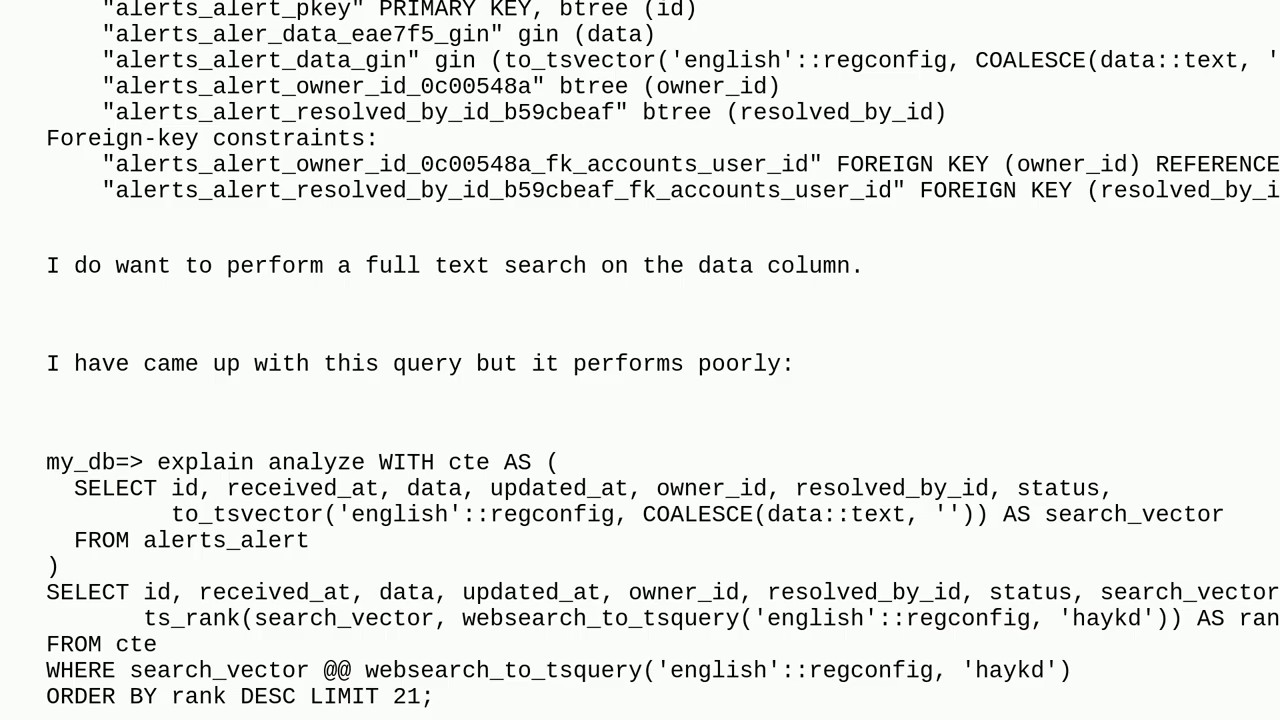 "alerts_alert_pkey" PRIMARY KEY, btree (id)
"alerts_aler_data_eae7f5_gin" gin (data)
"alerts_alert_data_gin" gin (to_tsvector('english'::regconfig, COALESCE(data::text, '
"alerts_alert_owner_id_0c00548a" btree (owner_id)
"alerts_alert_resolved_by_id_b59cbeaf" btree (resolved_by_id)
Foreign-key constraints:
"alerts_alert_owner_id_0c00548a_fk_accounts_user_id" FOREIGN KEY (owner_id) REFERENCE
"alerts_alert_resolved_by_id_b59cbeaf_fk_accounts_user_id" FOREIGN KEY (resolved_by_i
I do want to perform a full text search on the data column.
I have came up with this query but it performs poorly:
my_db=> explain analyze WITH cte AS (
SELECT id, received_at, data, updated_at, owner_id, resolved_by_id, status,
to_tsvector('english'::regconfig, COALESCE(data::text, '')) AS search_vector
FROM alerts_alert
)
SELECT id, received_at, data, updated_at, owner_id, resolved_by_id, status, search_vector
ts_rank(search_vector, websearch_to_tsquery('english'::regconfig, 'haykd')) AS ran
FROM cte
WHERE search_vector @@ websearch_to_tsquery('english'::regconfig, 'haykd')
ORDER BY rank DESC LIMIT 21;